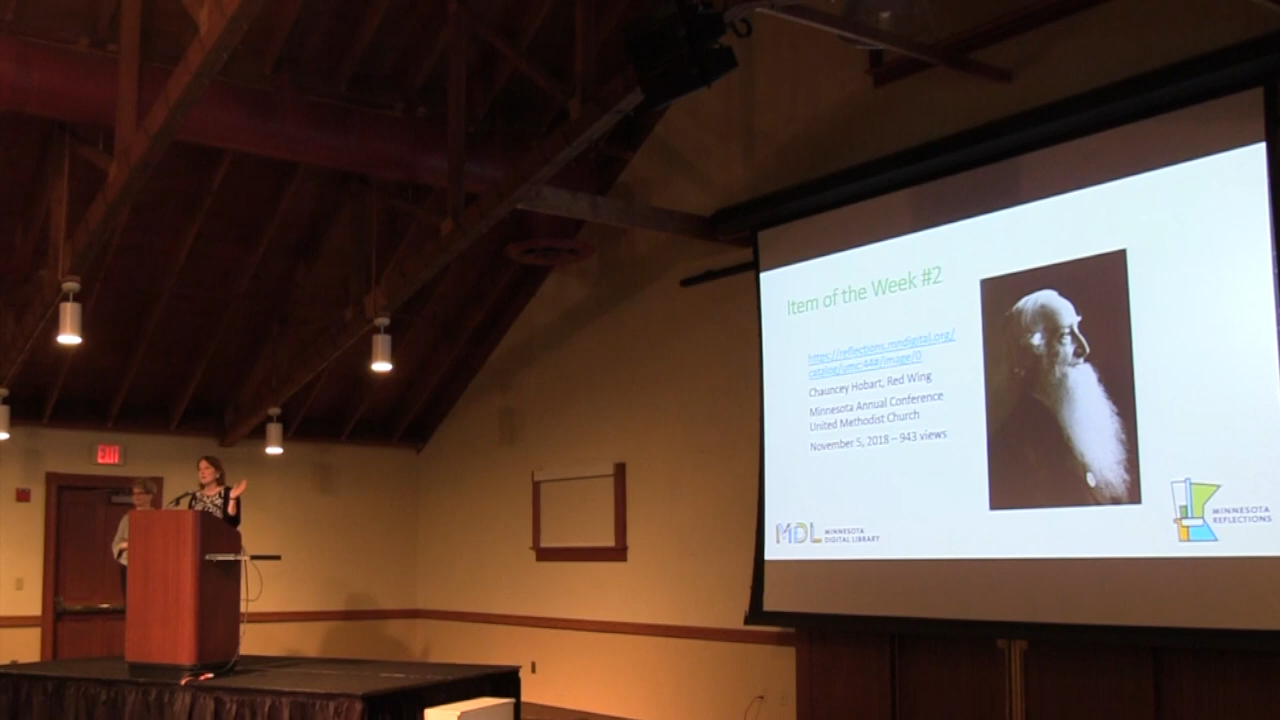 Item of the Week #2
https://reflections.mndigital.org/
catalog/umc:44#/image/0
Chauncey Hobart, Red Wing
Minnesota Annual Conference
United Methodist Church
November 5, 2018 – 943 views
MDL MINNESOTA
DIGITAL LIBRARY
MINNESOTA
REFLECTIONS
EXIT